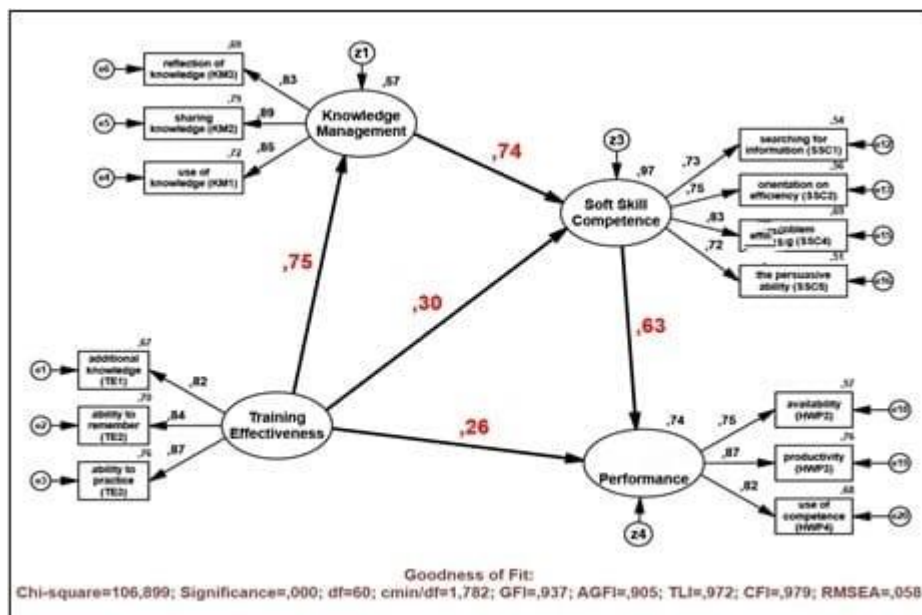 ,69
e6
reflection of
knowledge (KM3)
,83
z1
,57
Knowledge
Management
,75
e5
sharing
knowledge (KM2)
,89
,72
e4
use of
knowledge (KM1)
,85
,74
z3
,97
Soft Skill
Competence
,54
searching for
information (SSC1)
e12
,73
,56
orientation on
efficiency (SSC2)
e13
,75
,69
(SSC4)
e15
,83
,51
the persuasive
ability (SSC5)
e16
,72
,75
,30
,63
,67
e1
additional
knowledge
(TE1)
,82
,70
e2
ability to
remember
(TE2)
,84
,76
e3
ability to
practice
(TE3)
,87
Training
Effectiveness
,26
,74
Performance
z4
,57
availability
(HWP2)
e18
,75
,76
productivity
(HWP3)
e19
,87
,68
use of
competence
(HWP4)
e20
,82
Goodness of Fit:
Chi-square=106,899; Significance=,000; df=60; cmin/df=1,782; GFI=,937; AGFI=,905; TLI=,972; CFI=,979; RMSEA=,058